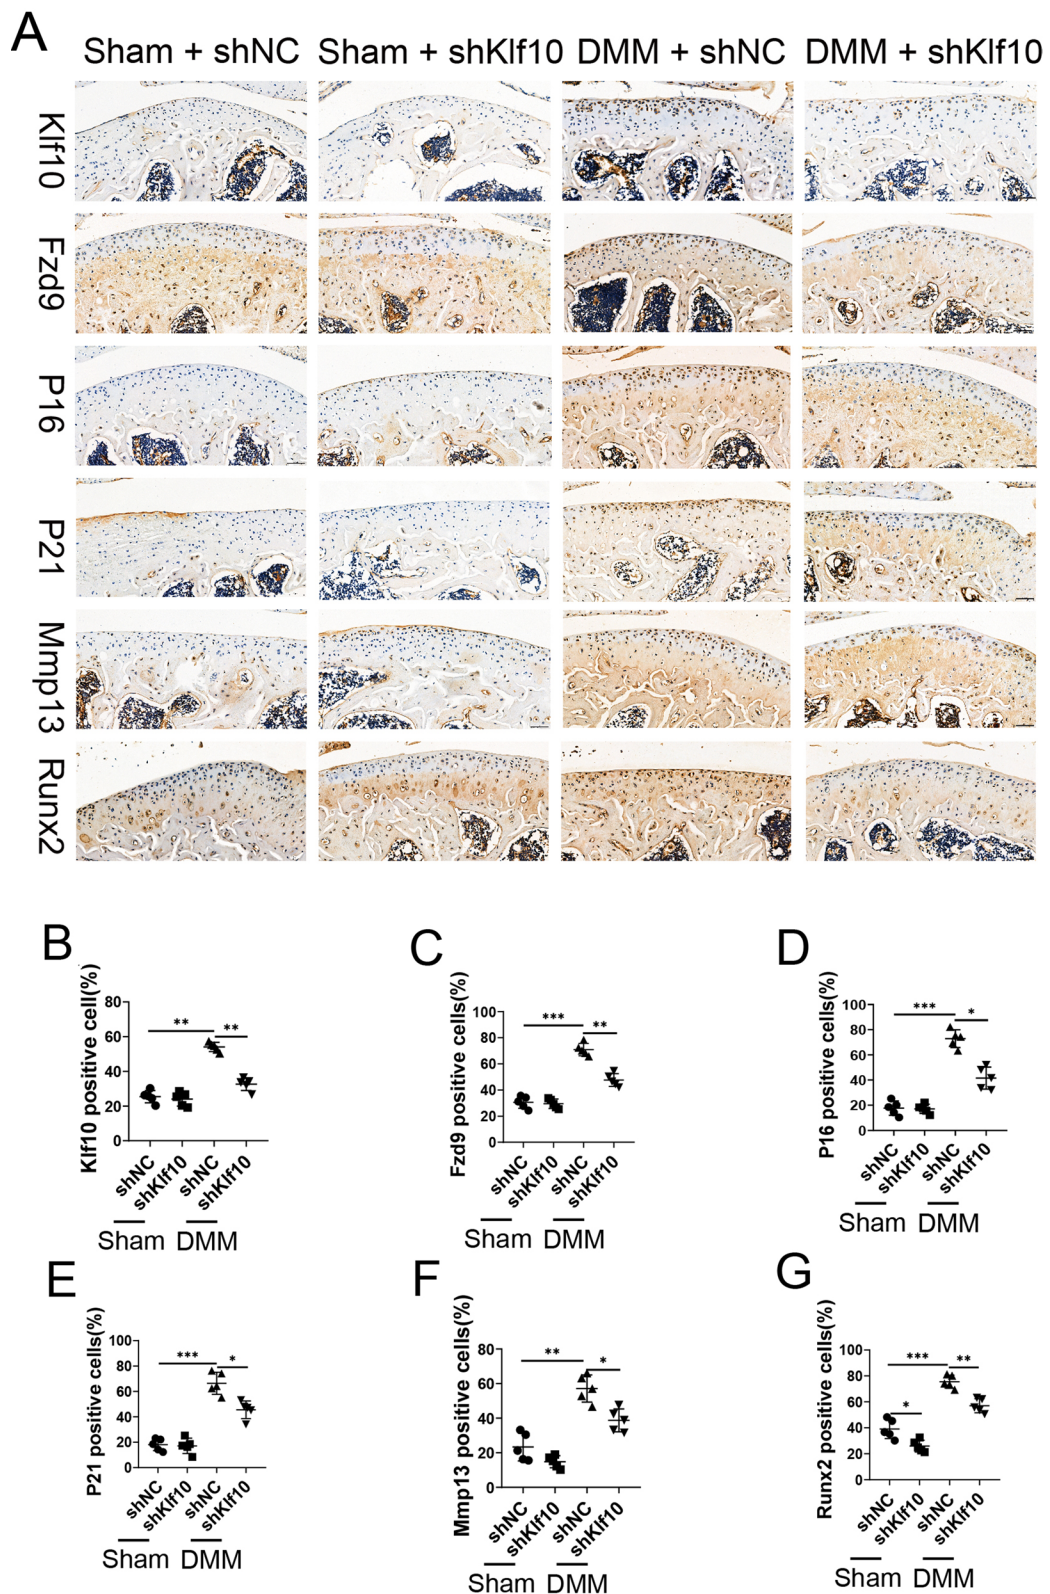 A
Sham + shNC Sham + shKlf10 DMM + shNC DMM + shKlf10
Klf10
Fzd9
P16
P21
Mmp13
Runx2
B
Klf10 positive cell(%)
80
60
40
20
0
**
**
shNC
shKlf10
shNC
shKlf10
Sham DMM
C
Fzd9 positive cells(%)
100
80
60
40
20
0
***
**
shNC
shKlf10
shNC
shKlf10
Sham DMM
D
P16 positive cells(%)
100
80
60
40
20
0
***
*
shNC
shKlf10
shNC
shKlf10
Sham DMM
E
P21 positive cells(%)
100
80
60
40
20
0
***
*
shNC
shKlf10
shNC
shKlf10
Sham DMM
F
Mmp13 positive cells(%)
80
60
40
20
0
**
*
shNC
shKlf10
shNC
shKlf10
Sham DMM
G
Runx2 positive cells(%)
100
80
60
40
20
0
***
**
*
shNC
shKlf10
shNC
shKlf10
Sham DMM